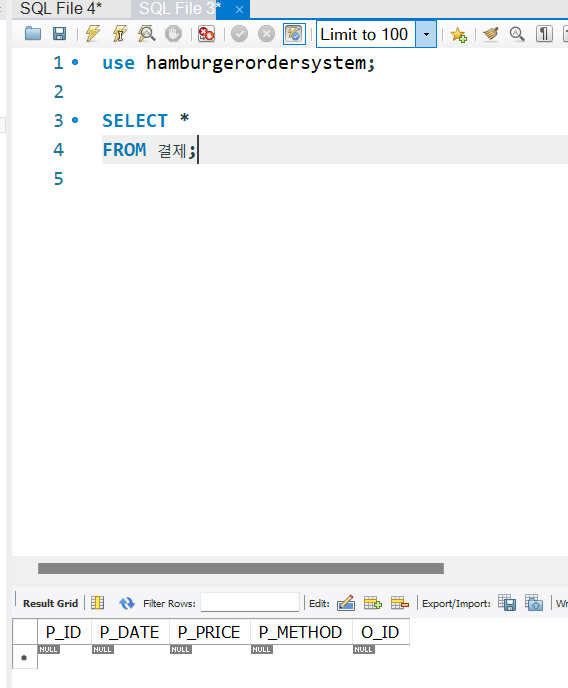 SQL File 4* SQL File 3* ×
Limit to 100
1 use hamburgerordersystem;
2
3 SELECT *
4 FROM 결제;
5
Result Grid Filter Rows: Edit: Export/Import:
P_ID P_DATE P_PRICE P_METHOD O_ID
* NULL NULL NULL NULL NULL